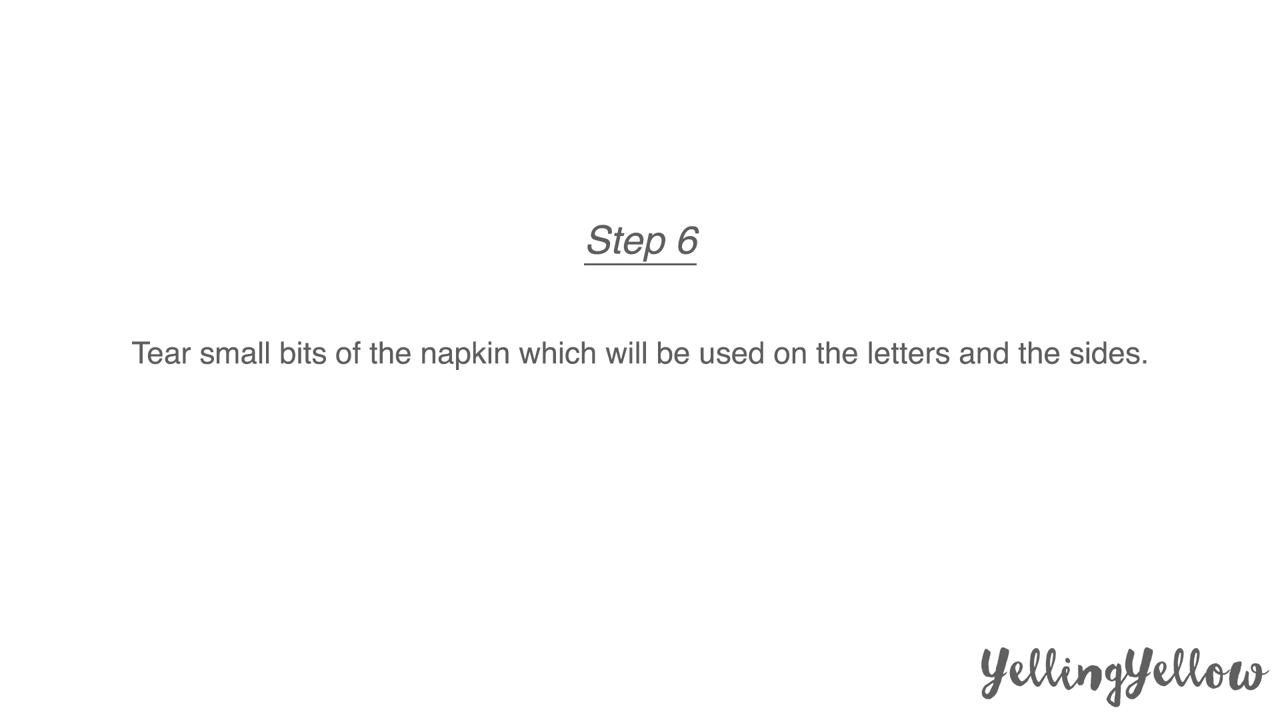 Step 6
Tear small bits of the napkin which will be used on the letters and the sides.
YellingYellow